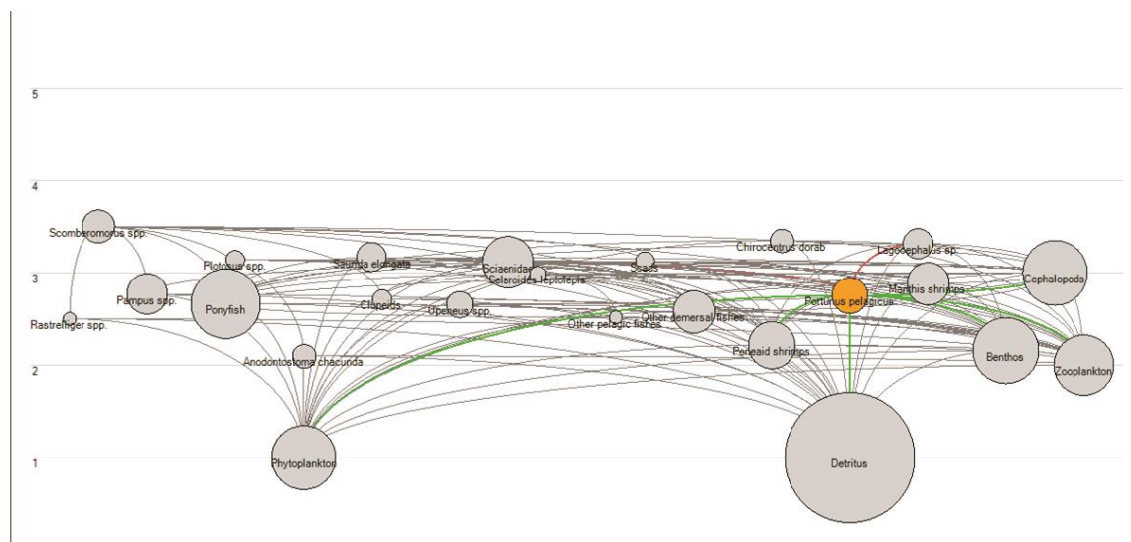 5
4
Scomberomorus spp.
Chirocentrus dorab
Lagocephalus sp.
Plotosus spp.
Saurida elongata
Sciaenidae
Scads
3
Selaroides leptolepis
Cephalopods
Manthis shrimps
Pampus spp.
Clupeids
Portunus pelagicus
Ponyfish
Upeneus spp.
Other demersal fishes
Rastrelliger spp.
Other pelagic fishes
Peneaid shrimps
Benthos
Anodontostoma chacunda
2
Zooplankton
Phytoplankton
Detritus
1